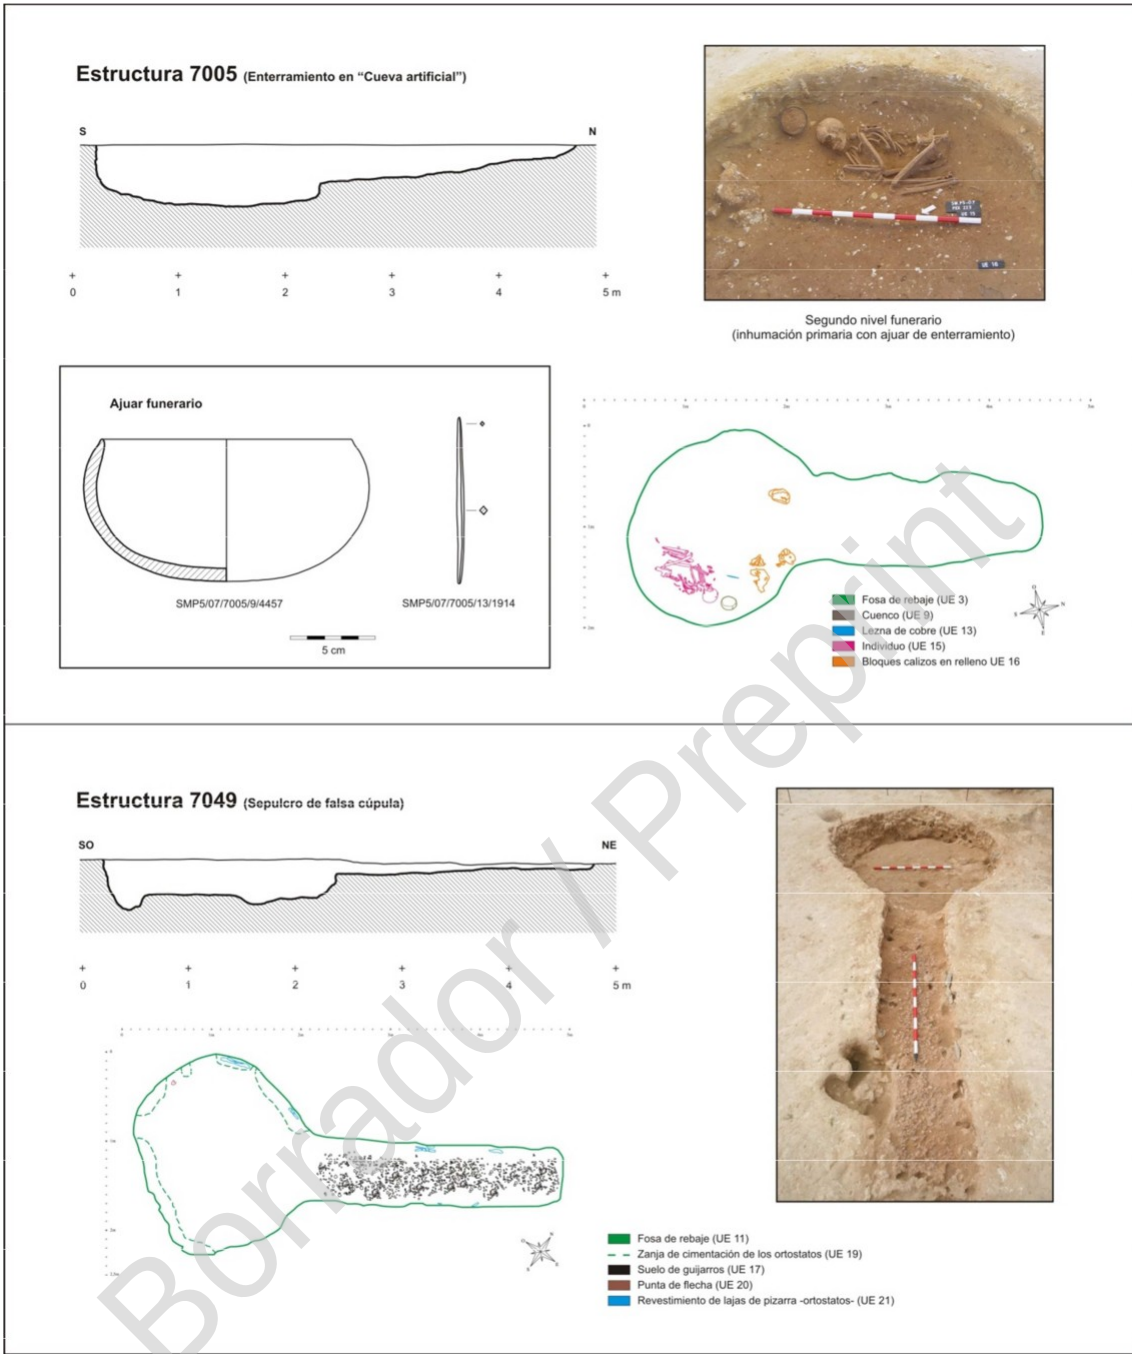 Estructura 7005 (Enterramiento en "Cueva artificial")
S N
0 1 2 3 4 5 m
UE 15
UE 16
Segundo nivel funerario
(inhumación primaria con ajuar de enterramiento)
Ajuar funerario
SMP5/07/7005/9/4457
SMP5/07/7005/13/1914
5 cm
Fosa de rebaje (UE 3)
Cuenco (UE 9)
Lezna de cobre (UE 13)
Individuo (UE 15)
Bloques calizos en relleno UE 16
Estructura 7049 (Sepulcro de falsa cúpula)
SO NE
0 1 2 3 4 5 m
Fosa de rebaje (UE 11)
Zanja de cimentación de los ortostatos (UE 19)
Suelo de guijarros (UE 17)
Punta de flecha (UE 20)
Revestimiento de lajas de pizarra -ortostatos- (UE 21)
Borrador / Preprint